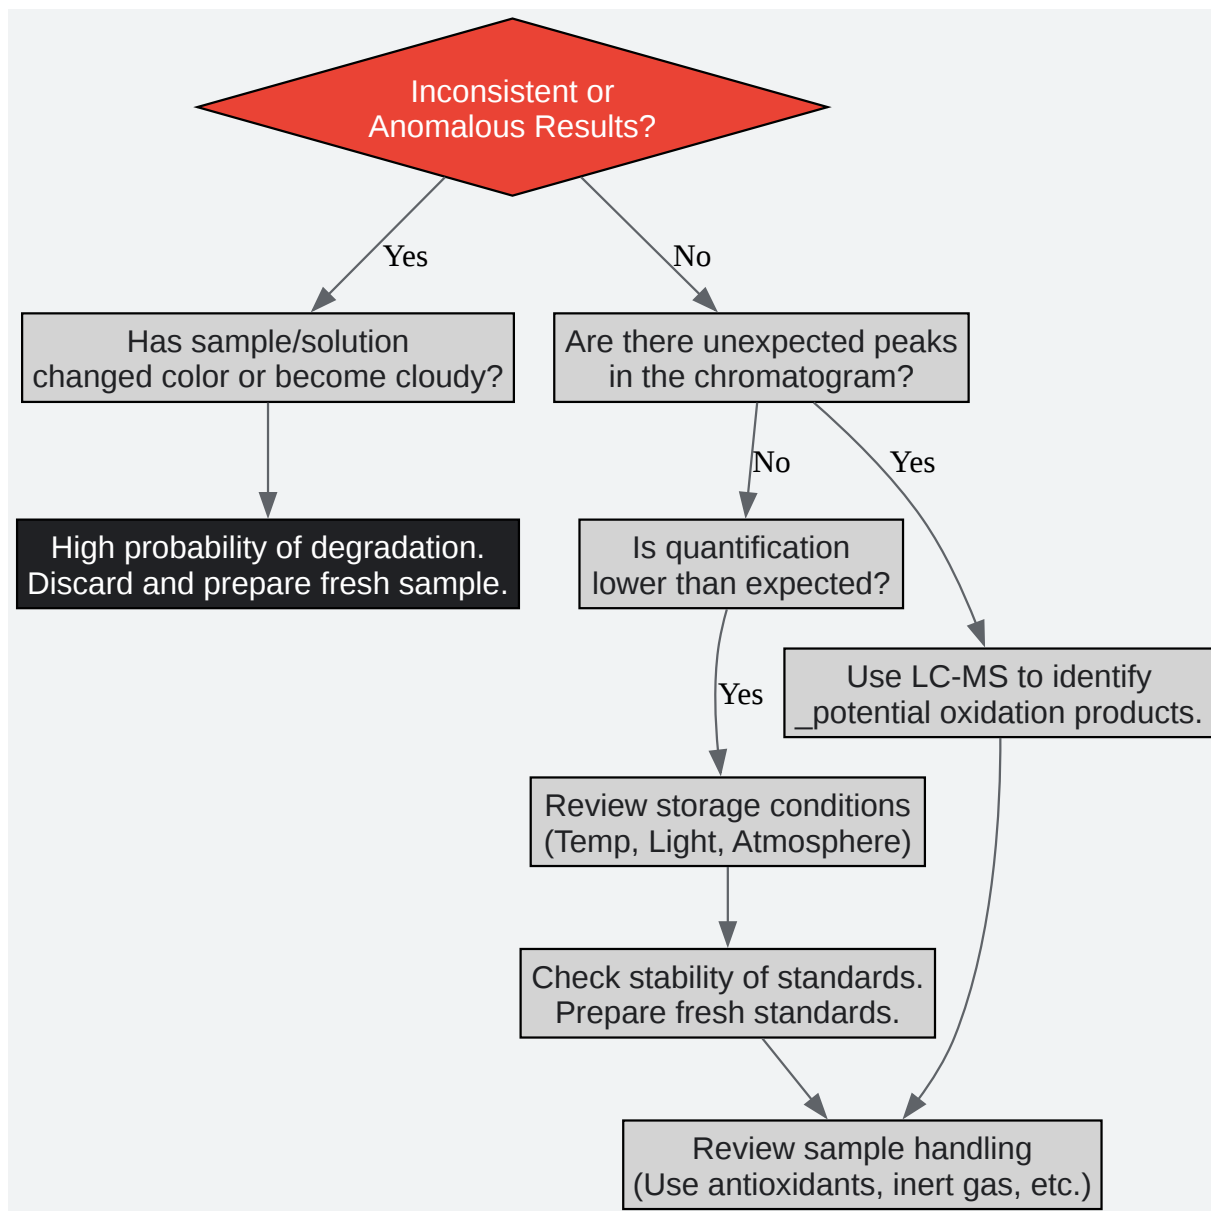 Inconsistent or
Anomalous Results?
Yes
No
Has sample/solution
changed color or become cloudy?
Are there unexpected peaks
in the chromatogram?
No
Yes
High probability of degradation.
Discard and prepare fresh sample.
Is quantification
lower than expected?
Yes
Use LC-MS to identify
_potential oxidation products.
Review storage conditions
(Temp, Light, Atmosphere)
Check stability of standards.
Prepare fresh standards.
Review sample handling
(Use antioxidants, inert gas, etc.)